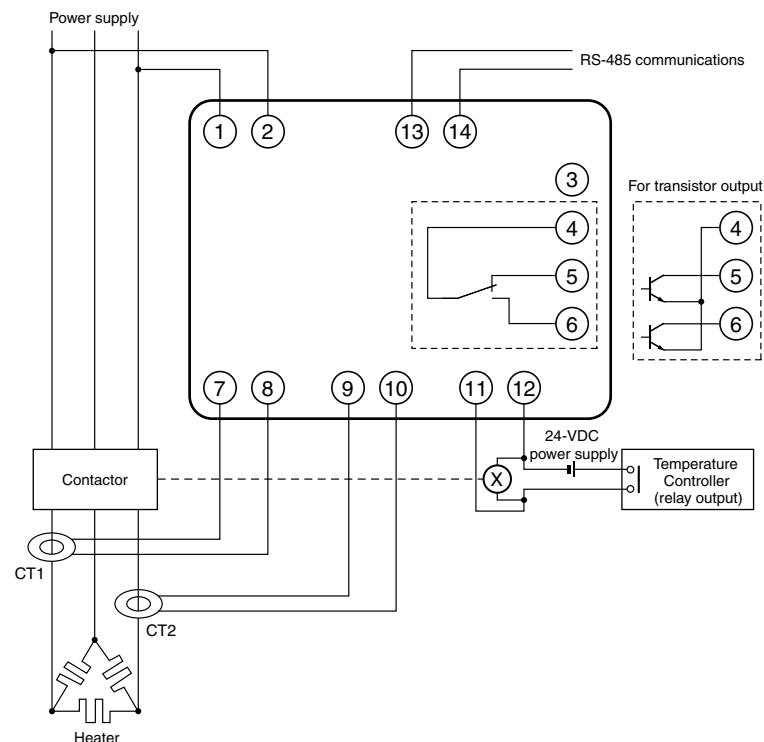 Power supply
RS-485 communications
1
2
13
14
3
For transistor output
4
4
5
5
6
6
7
8
9
10
11
12
24-VDC
power supply
Contactor
X
Temperature
Controller
(relay output)
CT1
CT2
Heater